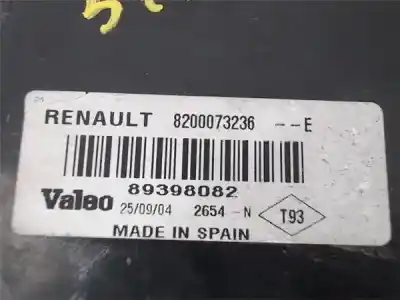 RENAULT 8200073236 --E
89398082
Valeo 25/09/04 2654-N T93
MADE IN SPAIN